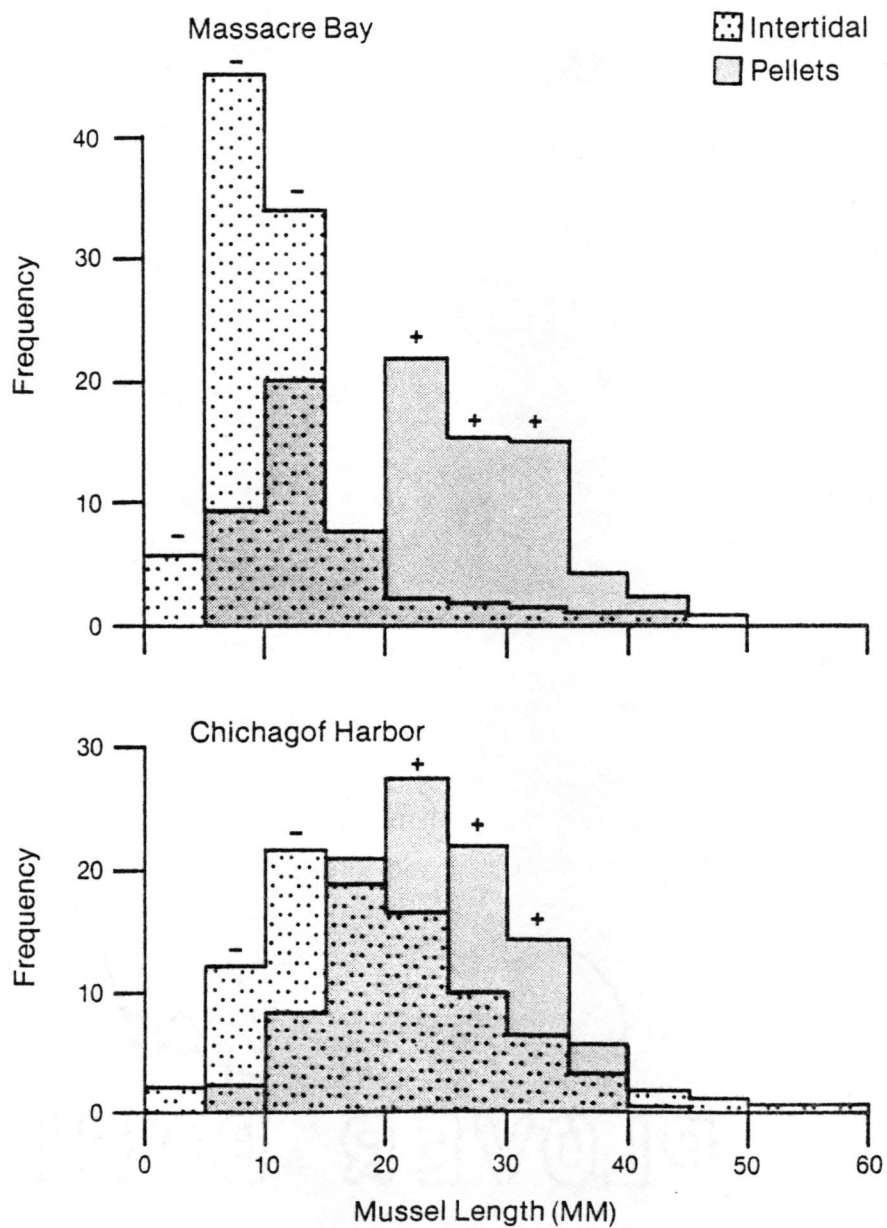 Massacre Bay
Intertidal
Pellets
Frequency
40
30
20
10
0
- - - + + +
Chichagof Harbor
Frequency
30
20
10
0
- - + + +
0 10 20 30 40 50 60
Mussel Length (MM)